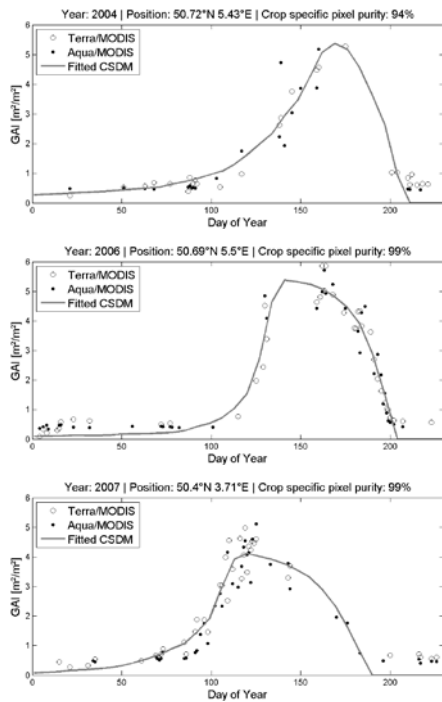 Year: 2004 | Position: 50.72°N 5.43°E | Crop specific pixel purity: 94%
6
5
4
3
2
1
0
GAI [m²/m²]
Terra/MODIS
Aqua/MODIS
Fitted CSDM
0 50 100 150 200
Day of Year
Year: 2006 | Position: 50.69°N 5.5°E | Crop specific pixel purity: 99%
6
5
4
3
2
1
0
GAI [m²/m²]
Terra/MODIS
Aqua/MODIS
Fitted CSDM
0 50 100 150 200
Day of Year
Year: 2007 | Position: 50.4°N 3.71°E | Crop specific pixel purity: 99%
6
5
4
3
2
1
0
GAI [m²/m²]
Terra/MODIS
Aqua/MODIS
Fitted CSDM
0 50 100 150 200
Day of Year